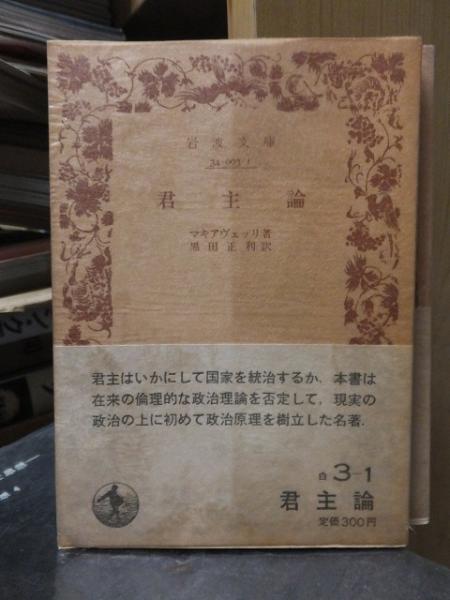 岩波文庫
34-003-1
君主論
マキアヴェッリ著
黒田正利訳
君主はいかにして国家を統治するか。本書は
在来の倫理的な政治理論を否定して，現実の
政治の上に初めて政治原理を樹立した名著．
白 3-1
君主論
定価300円